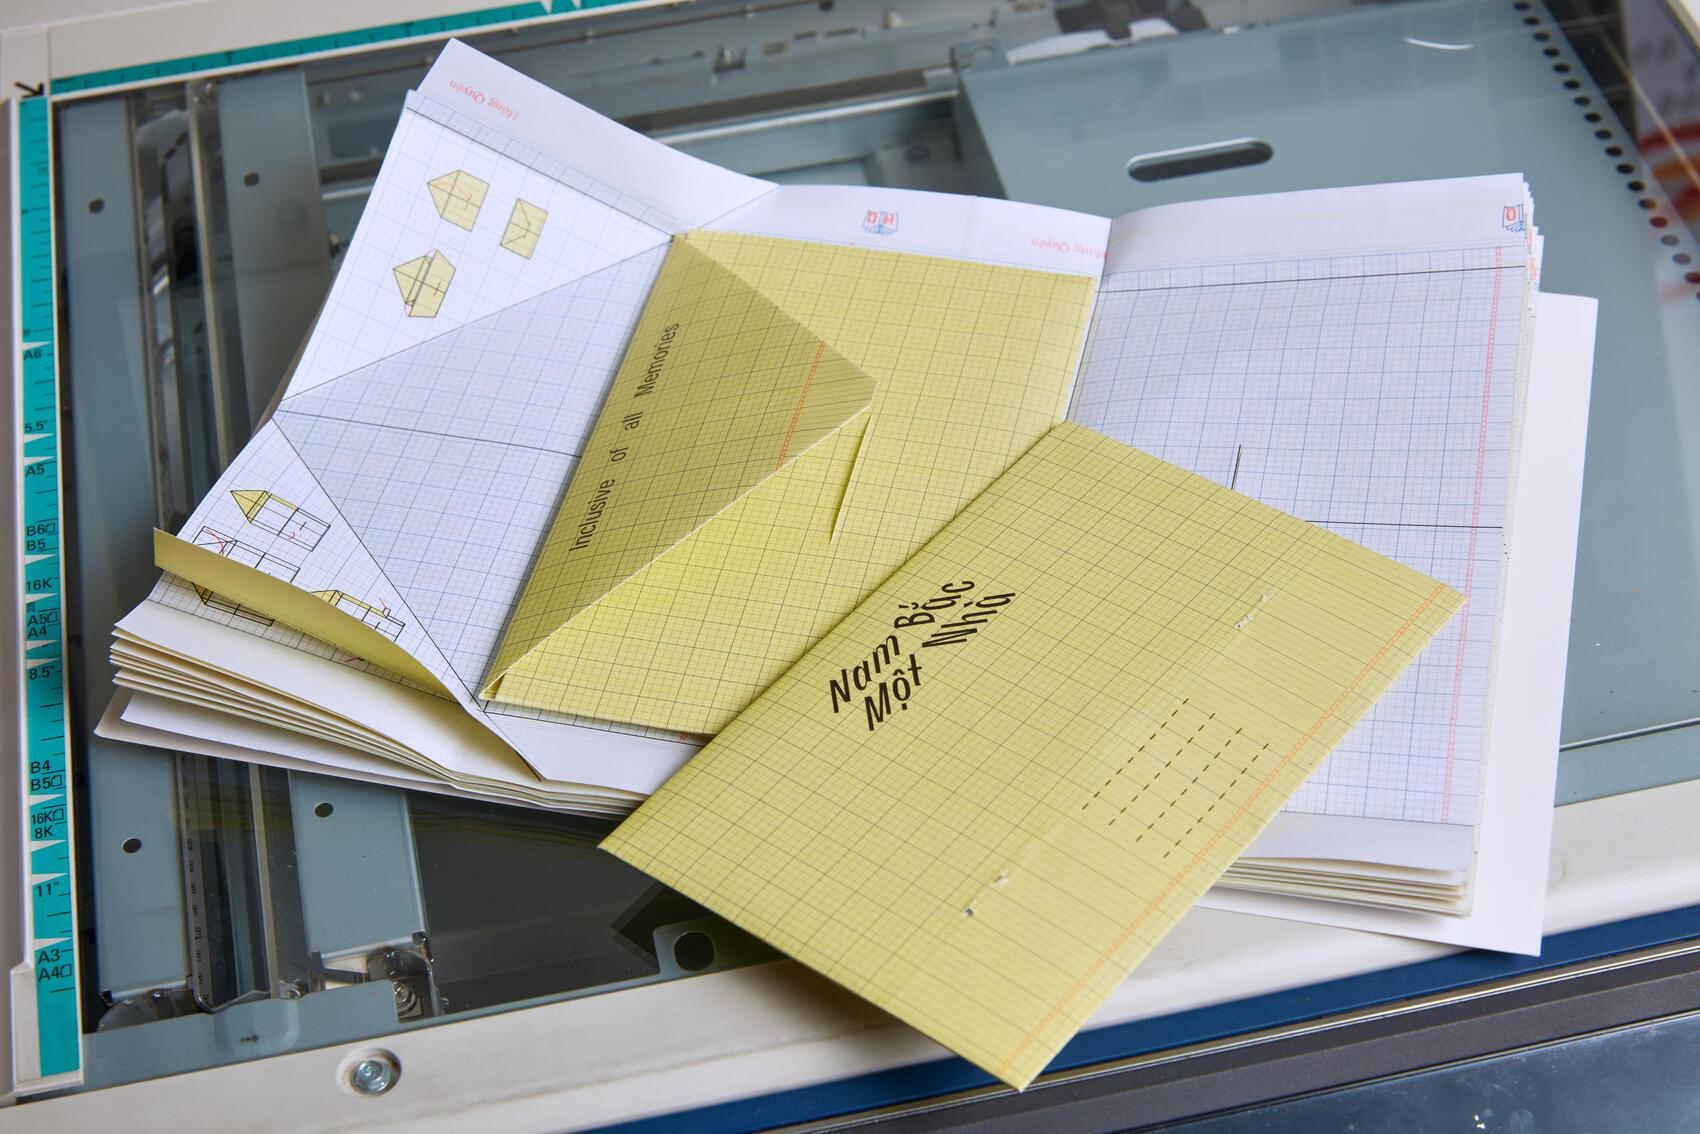 Hùng Quyên
HQ
Hùng Quyên
Q
Inclusive of all Memories
Nam Bắc
Một Nhà
A6
5.5"
A5
B6
B5
16K
A5
A4
8.5"
B4
B5
16K
8K
11"
A3
A4